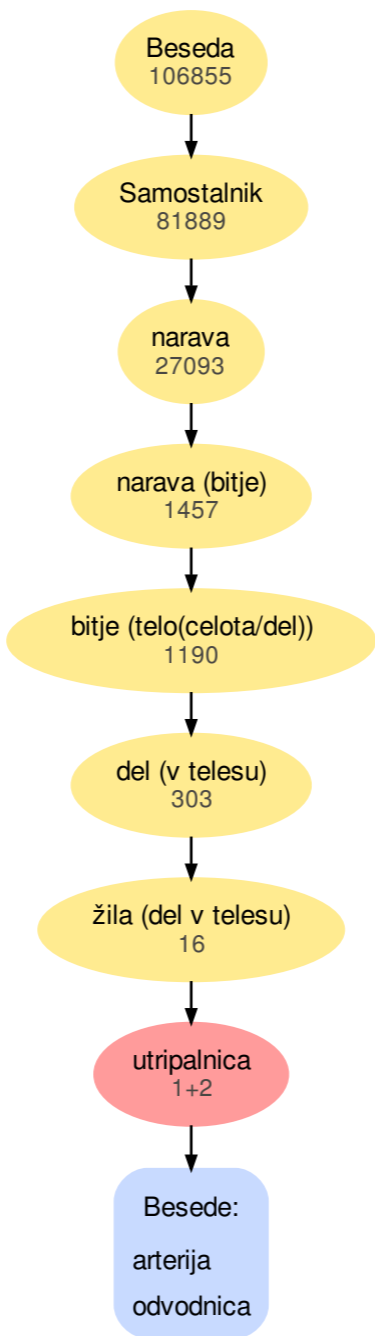 Beseda
106855
Samostalnik
81889
narava
27093
narava (bitje)
1457
bitje (telo(celota/del))
1190
del (v telesu)
303
žila (del v telesu)
16
utripalnica
1+2
Besede:
arterija
odvodnica